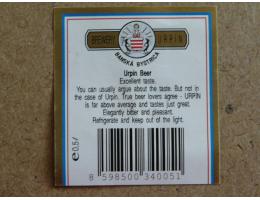 BREWERY URPIN
BANSKÁ BYSTRICA
Urpin Beer
Excellent taste.
You can usually argue about the taste. But not in
the case of Urpin. True beer lovers agree - URPIN
is far above average and tastes just great.
Elegantly bitter and pleasant.
Refrigerate and keep out of the light.
e 0,5l
8 598500 340051